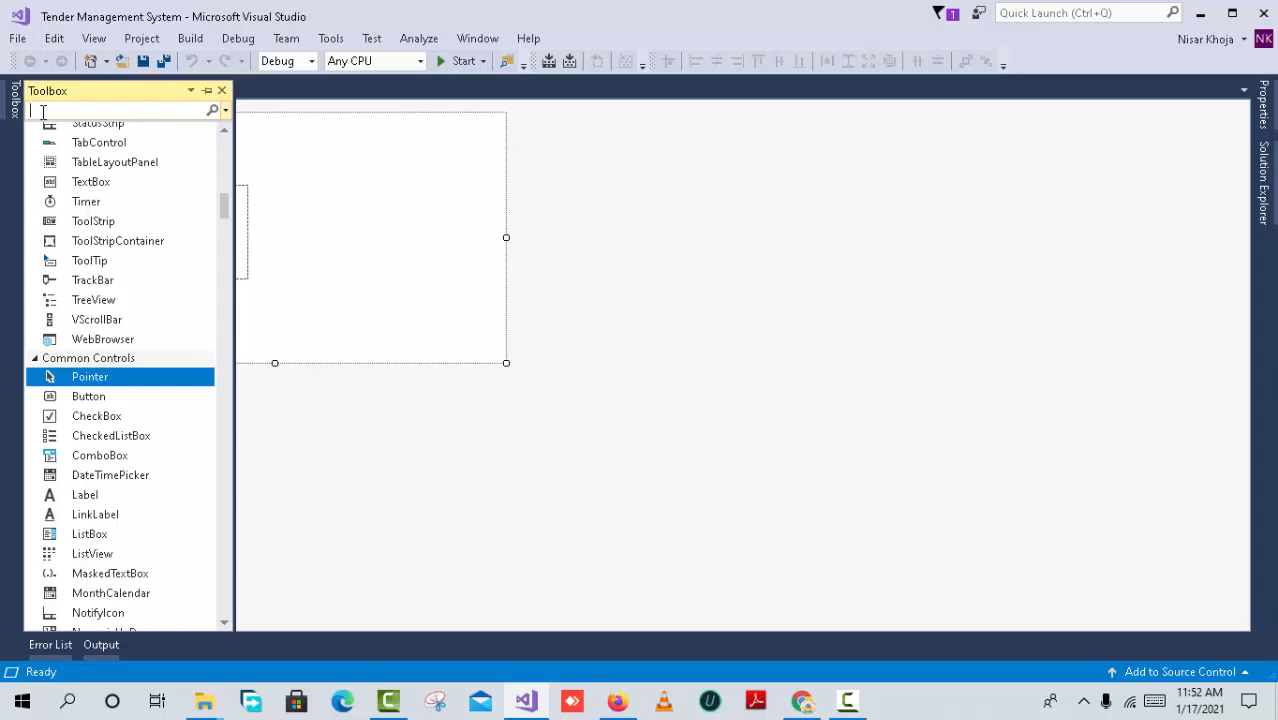 Tender Management System - Microsoft Visual Studio
1
Quick Launch (Ctrl+Q)
File Edit View Project Build Debug Team Tools Test Analyze Window Help
Nisar Khoja NK
Debug Any CPU Start
Toolbox
Toolbox
Properties
Solution Explorer
StatusStrip
TabControl
TableLayoutPanel
TextBox
Timer
ToolStrip
ToolStripContainer
ToolTip
TrackBar
TreeView
VScrollBar
WebBrowser
Common Controls
Pointer
Button
CheckBox
CheckedListBox
ComboBox
DateTimePicker
Label
LinkLabel
ListBox
ListView
MaskedTextBox
MonthCalendar
NotifyIcon
Error List Output
Ready
Add to Source Control
11:52 AM
1/17/2021